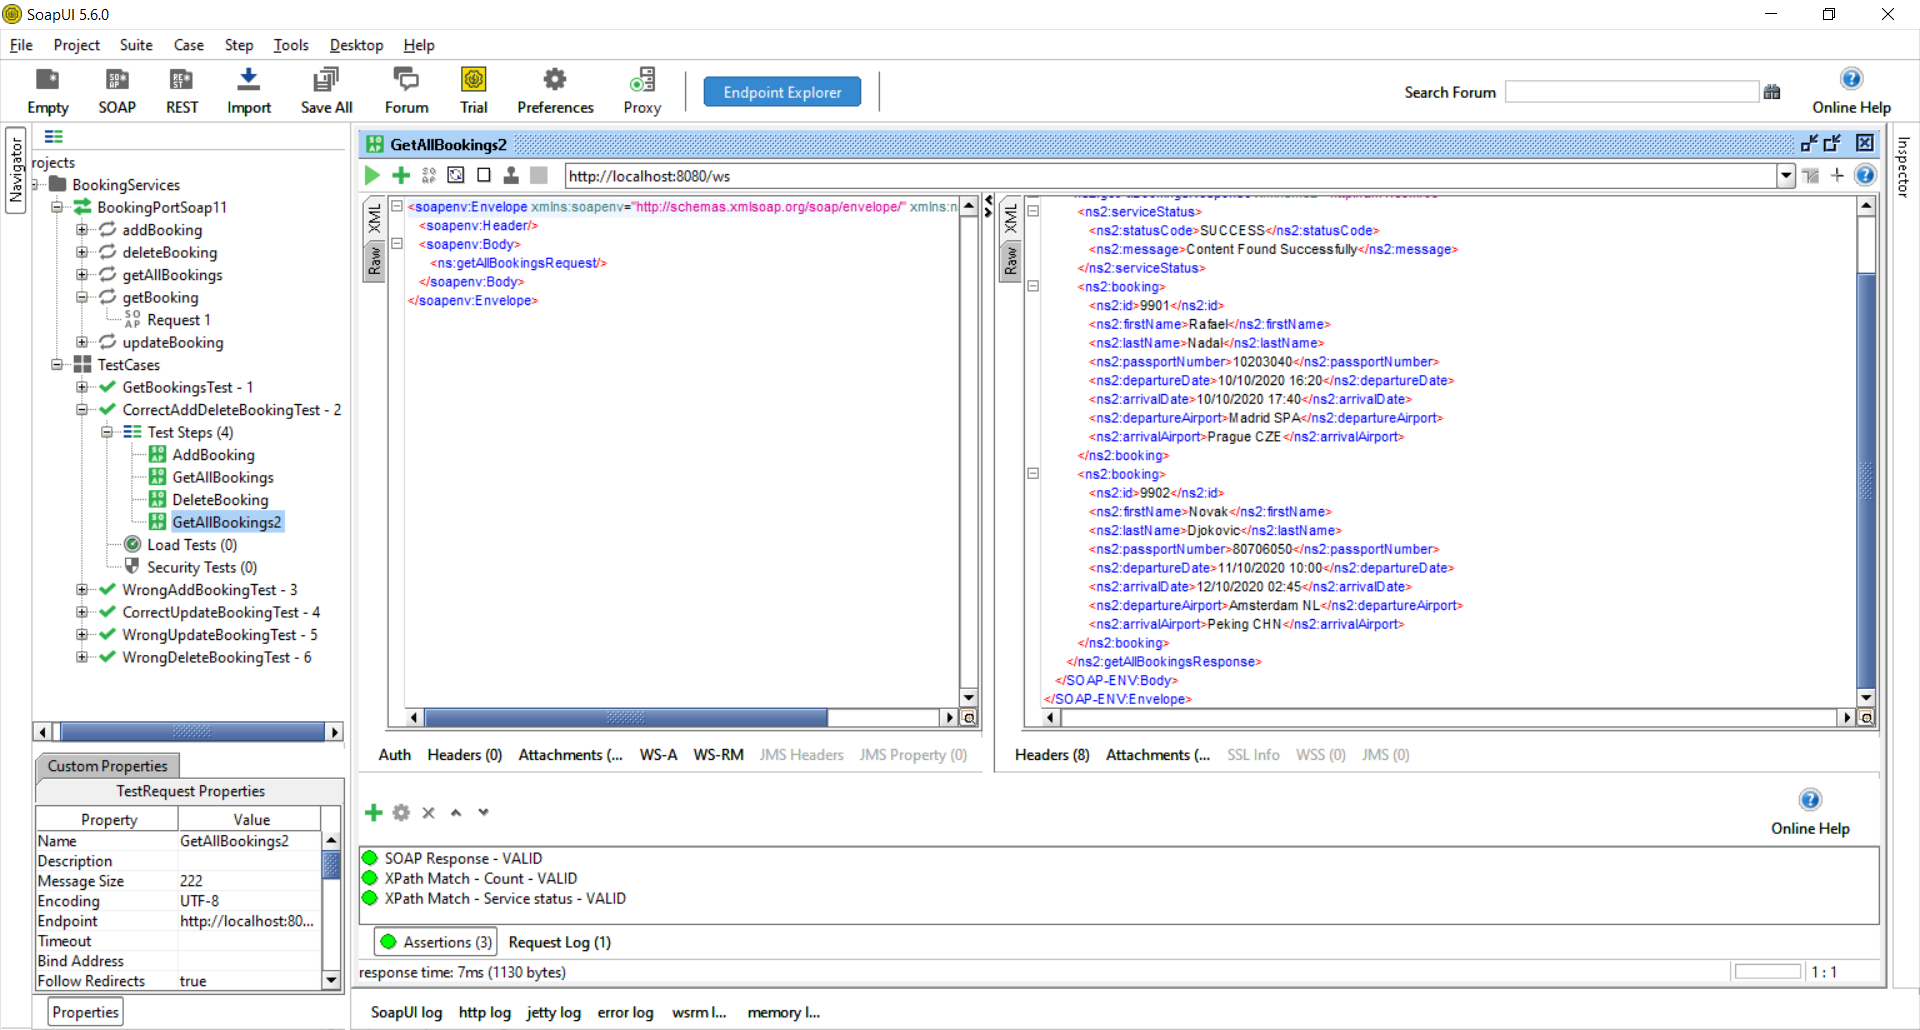 SoapUI 5.6.0
File Project Suite Case Step Tools Desktop Help
Empty SOAP REST Import Save All Forum Trial Preferences Proxy Endpoint Explorer Search Forum Online Help
Navigator
rojects
BookingServices
BookingPortSoap11
addBooking
deleteBooking
getAllBookings
getBooking
SO AP Request 1
updateBooking
TestCases
GetBookingsTest - 1
CorrectAddDeleteBookingTest - 2
Test Steps (4)
AddBooking
GetAllBookings
DeleteBooking
GetAllBookings2
Load Tests (0)
Security Tests (0)
WrongAddBookingTest - 3
CorrectUpdateBookingTest - 4
WrongUpdateBookingTest - 5
WrongDeleteBookingTest - 6
Custom Properties
TestRequest Properties
Property Value
Name GetAllBookings2
Description
Message Size 222
Encoding UTF-8
Endpoint http://localhost:80...
Timeout
Bind Address
Follow Redirects true
Properties
GetAllBookings2
http://localhost:8080/ws
XML
Raw
<soapenv:Envelope xmlns:soapenv="http://schemas.xmlsoap.org/soap/envelope/" xmlns:n
<soapenv:Header/>
<soapenv:Body>
<ns:getAllBookingsRequest/>
</soapenv:Body>
</soapenv:Envelope>
Auth Headers (0) Attachments (... WS-A WS-RM JMS Headers JMS Property (0)
XML
Raw
<ns2:serviceStatus>
<ns2:statusCode>SUCCESS</ns2:statusCode>
<ns2:message>Content Found Successfully</ns2:message>
</ns2:serviceStatus>
<ns2:booking>
<ns2:id>9901</ns2:id>
<ns2:firstName>Rafael</ns2:firstName>
<ns2:lastName>Nadal</ns2:lastName>
<ns2:passportNumber>10203040</ns2:passportNumber>
<ns2:departureDate>10/10/2020 16:20</ns2:departureDate>
<ns2:arrivalDate>10/10/2020 17:40</ns2:arrivalDate>
<ns2:departureAirport>Madrid SPA</ns2:departureAirport>
<ns2:arrivalAirport>Prague CZE</ns2:arrivalAirport>
</ns2:booking>
<ns2:booking>
<ns2:id>9902</ns2:id>
<ns2:firstName>Novak</ns2:firstName>
<ns2:lastName>Djokovic</ns2:lastName>
<ns2:passportNumber>80706050</ns2:passportNumber>
<ns2:departureDate>11/10/2020 10:00</ns2:departureDate>
<ns2:arrivalDate>12/10/2020 02:45</ns2:arrivalDate>
<ns2:departureAirport>Amsterdam NL</ns2:departureAirport>
<ns2:arrivalAirport>Peking CHN</ns2:arrivalAirport>
</ns2:booking>
</ns2:getAllBookingsResponse>
</SOAP-ENV:Body>
</SOAP-ENV:Envelope>
Headers (8) Attachments (... SSL Info WSS (0) JMS (0)
Inspector
Online Help
SOAP Response - VALID
XPath Match - Count - VALID
XPath Match - Service status - VALID
Assertions (3) Request Log (1)
response time: 7ms (1130 bytes) 1 : 1
SoapUI log http log jetty log error log wsrm l... memory l...